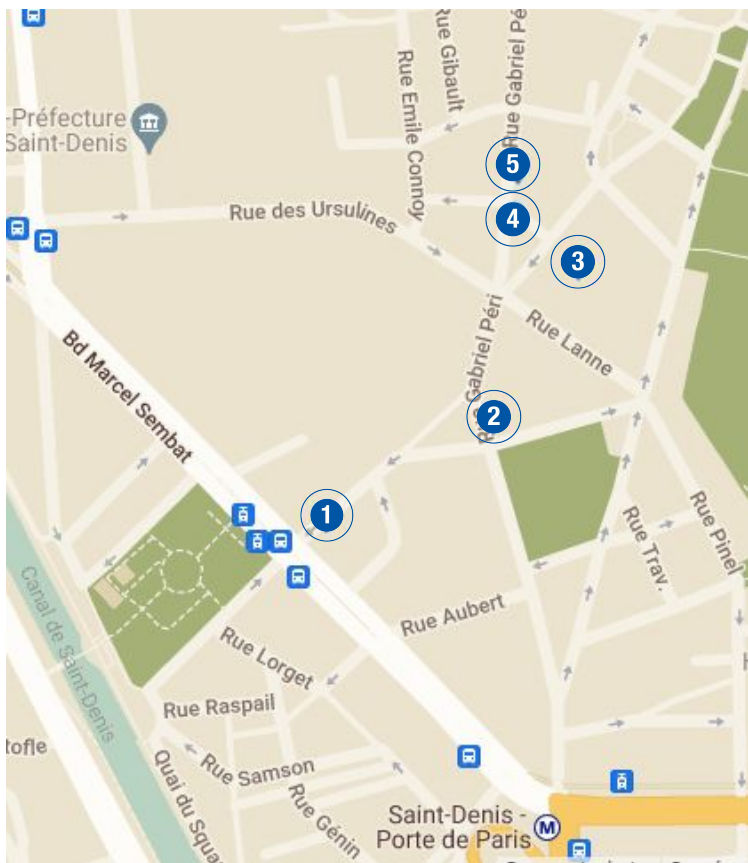 -Préfecture
Saint-Denis
Rue Gibault
Rue Emile Connoy
Rue Gabriel Pé
5
4
Rue des Ursulines
3
Rue Gabriel Péri
Rue Lanne
Bd Marcel Sembat
2
1
Rue Trav.
Rue Pinel
Canal de Saint-Denis
Rue Aubert
Rue Lorget
Rue Raspail
tofle
Rue Samson
Quai du Squa
Rue Génin
Saint-Denis -
Porte de Paris
M